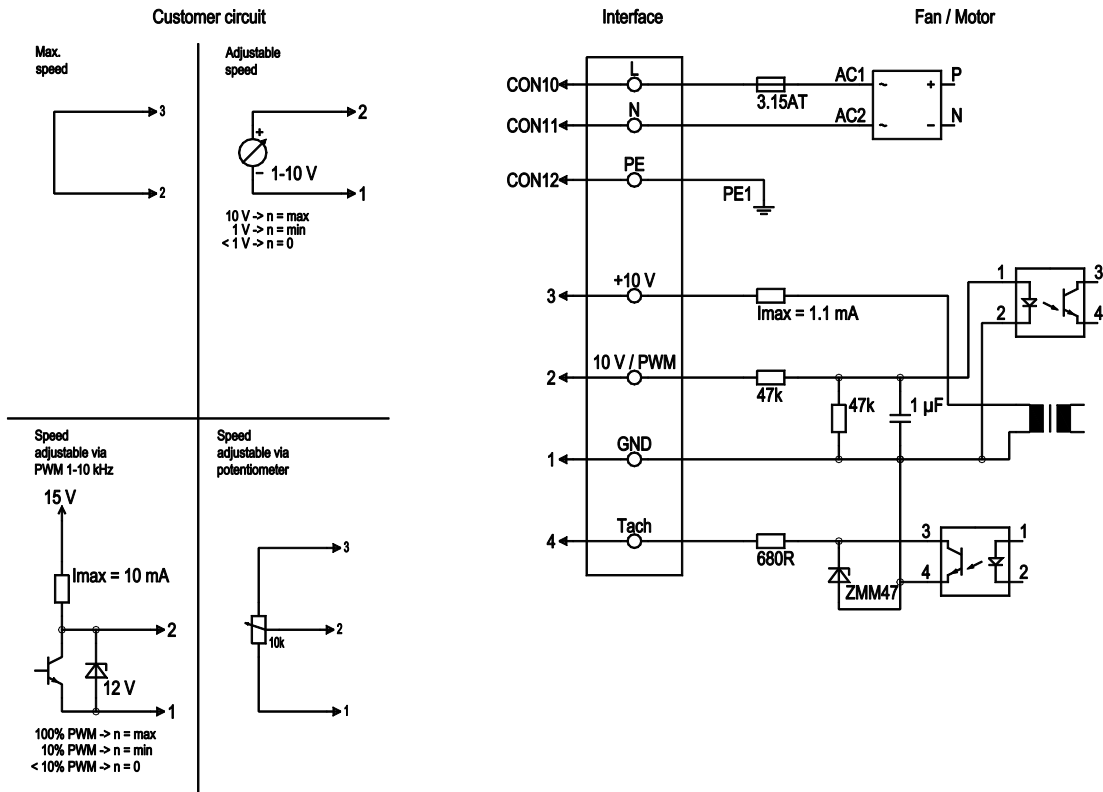 Customer circuit
Interface
Fan / Motor
Max.
speed
3
2
Adjustable
speed
2
+
1-10 V
–
1
10 V -> n = max
1 V -> n = min
< 1 V -> n = 0
Speed
adjustable via
PWM 1-10 kHz
15 V
Imax = 10 mA
2
12 V
1
100% PWM -> n = max
10% PWM -> n = min
< 10% PWM -> n = 0
Speed
adjustable via
potentiometer
3
2
10k
1
L
CON10
3.15AT
AC1
~
+
P
N
CON11
AC2
~
–
N
PE
CON12
PE1
+10 V
3
Imax = 1.1 mA
1
2
3
4
10 V / PWM
2
47k
47k
1 µF
GND
1
Tach
4
680R
ZMM47
3
4
1
2